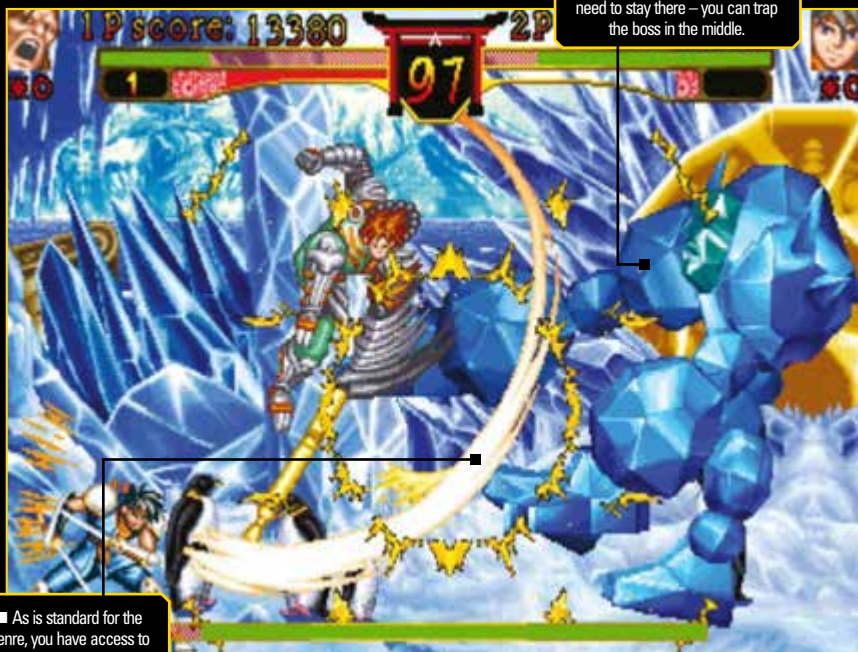 need to stay there – you can trap
the boss in the middle.
1P score: 13380
2P
97
1
■ As is standard for the
enre, you have access to